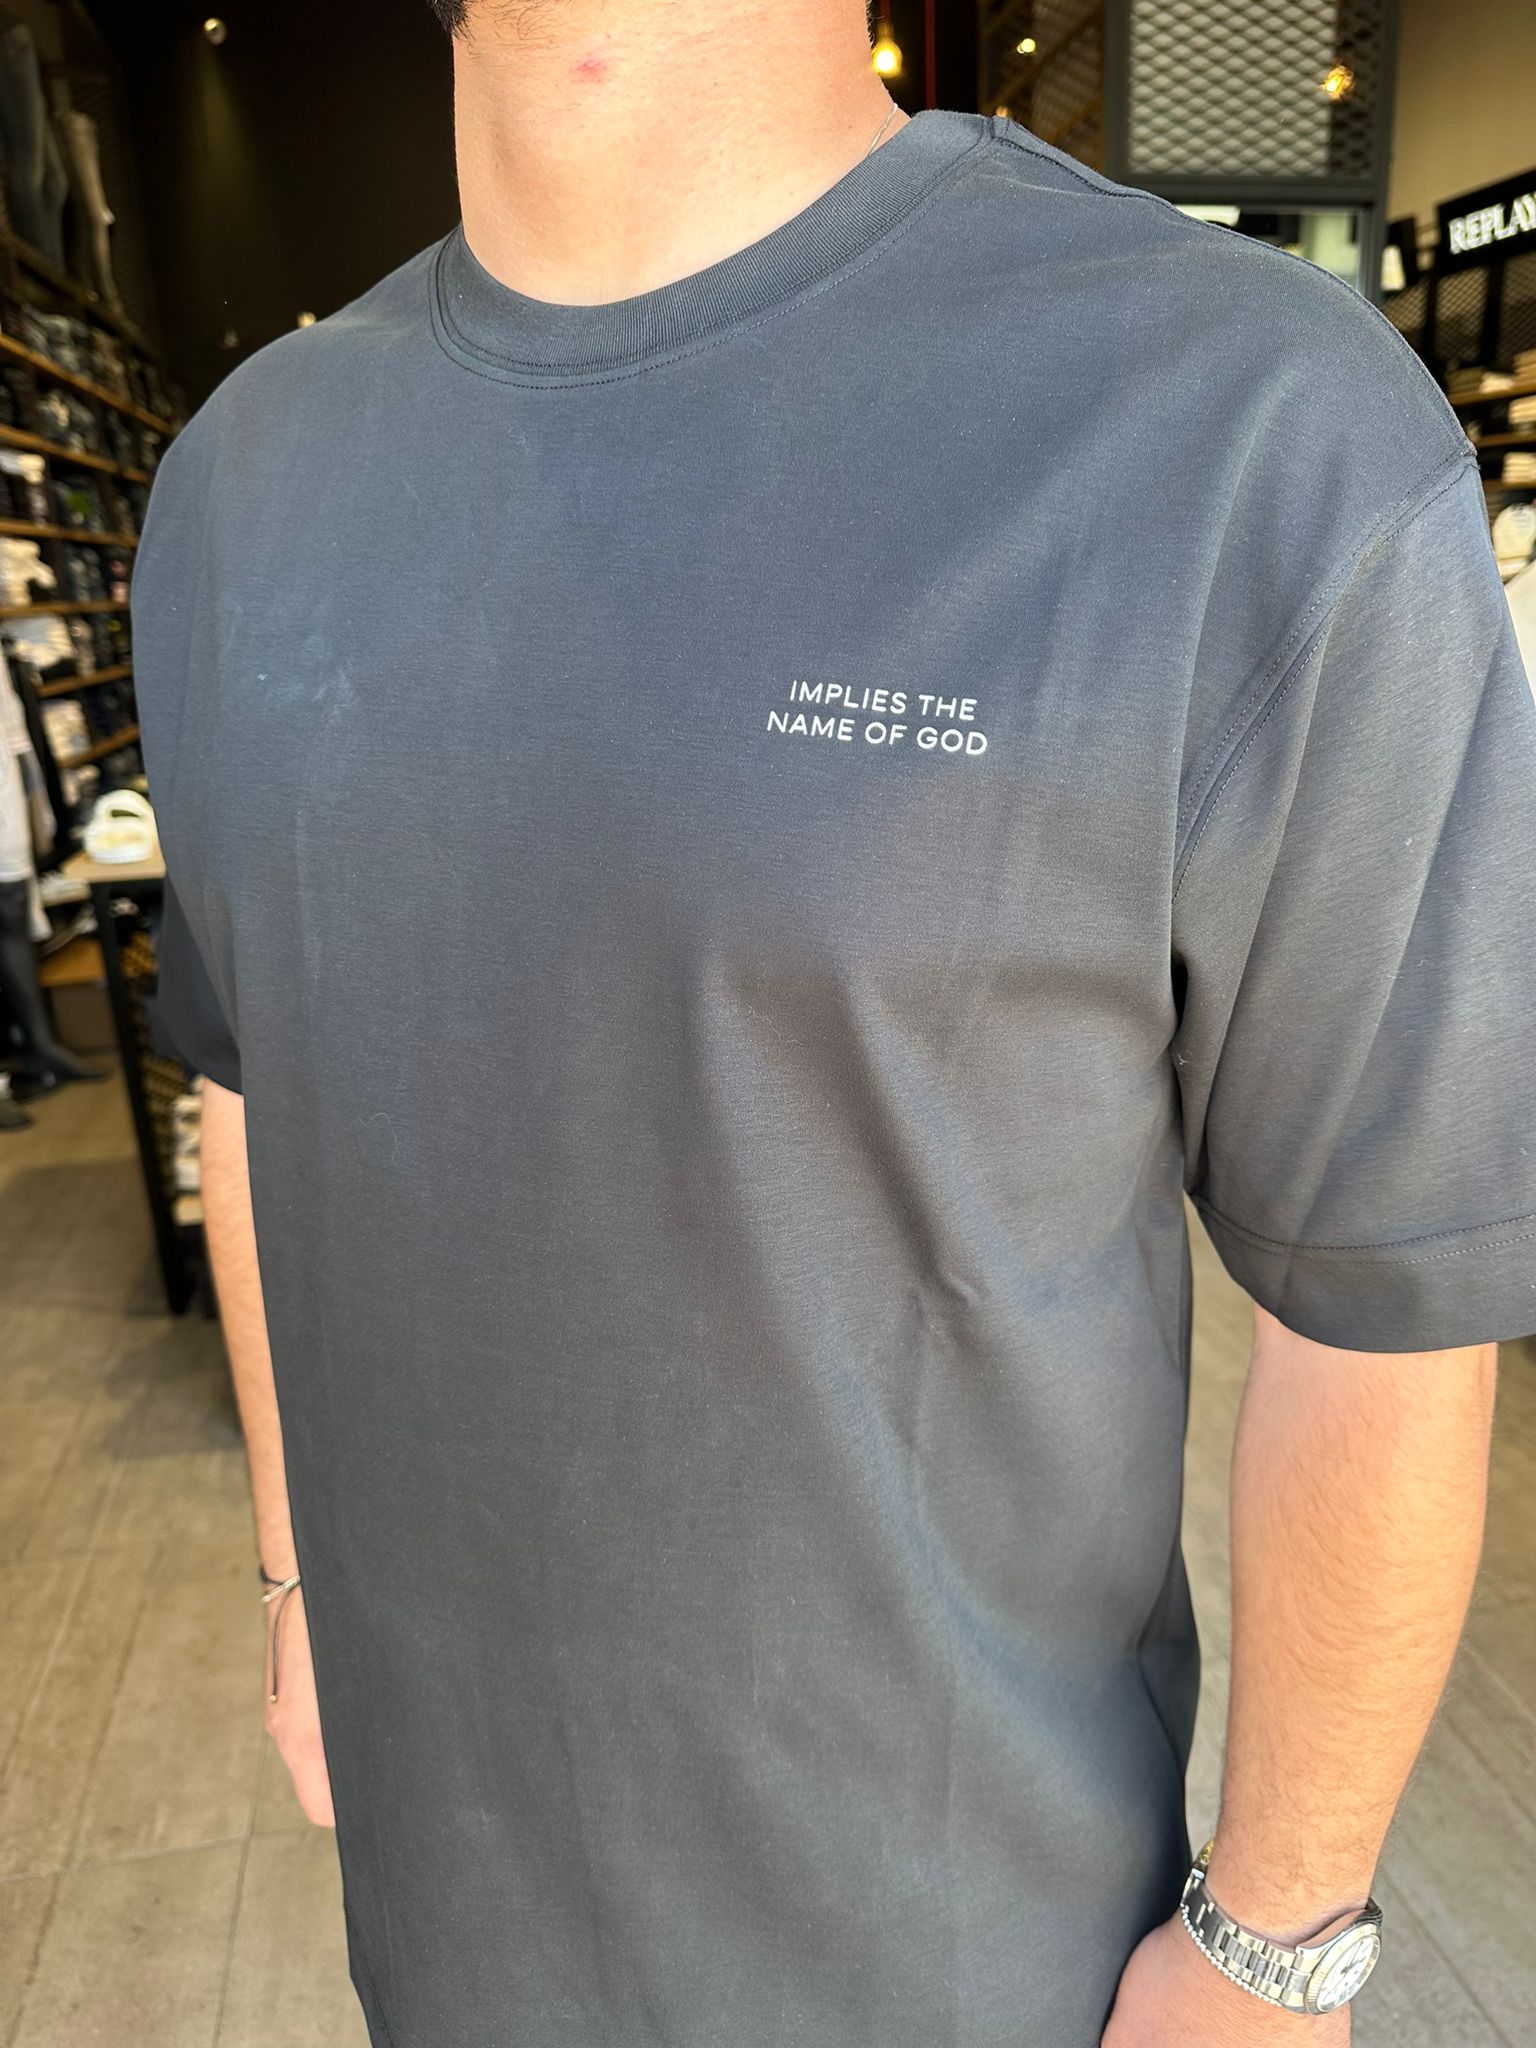 IMPLIES THE
NAME OF GOD
REPLAY